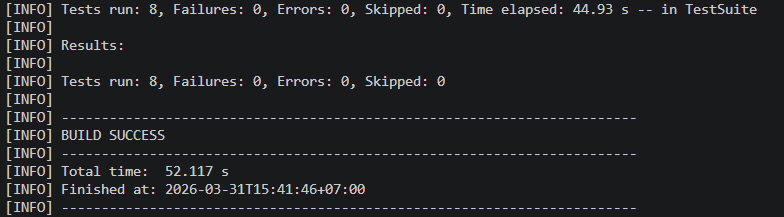 [INFO] Tests run: 8, Failures: 0, Errors: 0, Skipped: 0, Time elapsed: 44.93 s -- in TestSuite
[INFO]
[INFO] Results:
[INFO]
[INFO] Tests run: 8, Failures: 0, Errors: 0, Skipped: 0
[INFO]
[INFO] ------------------------------------------------------------------------
[INFO] BUILD SUCCESS
[INFO] ------------------------------------------------------------------------
[INFO] Total time:  52.117 s
[INFO] Finished at: 2026-03-31T15:41:46+07:00
[INFO] ------------------------------------------------------------------------